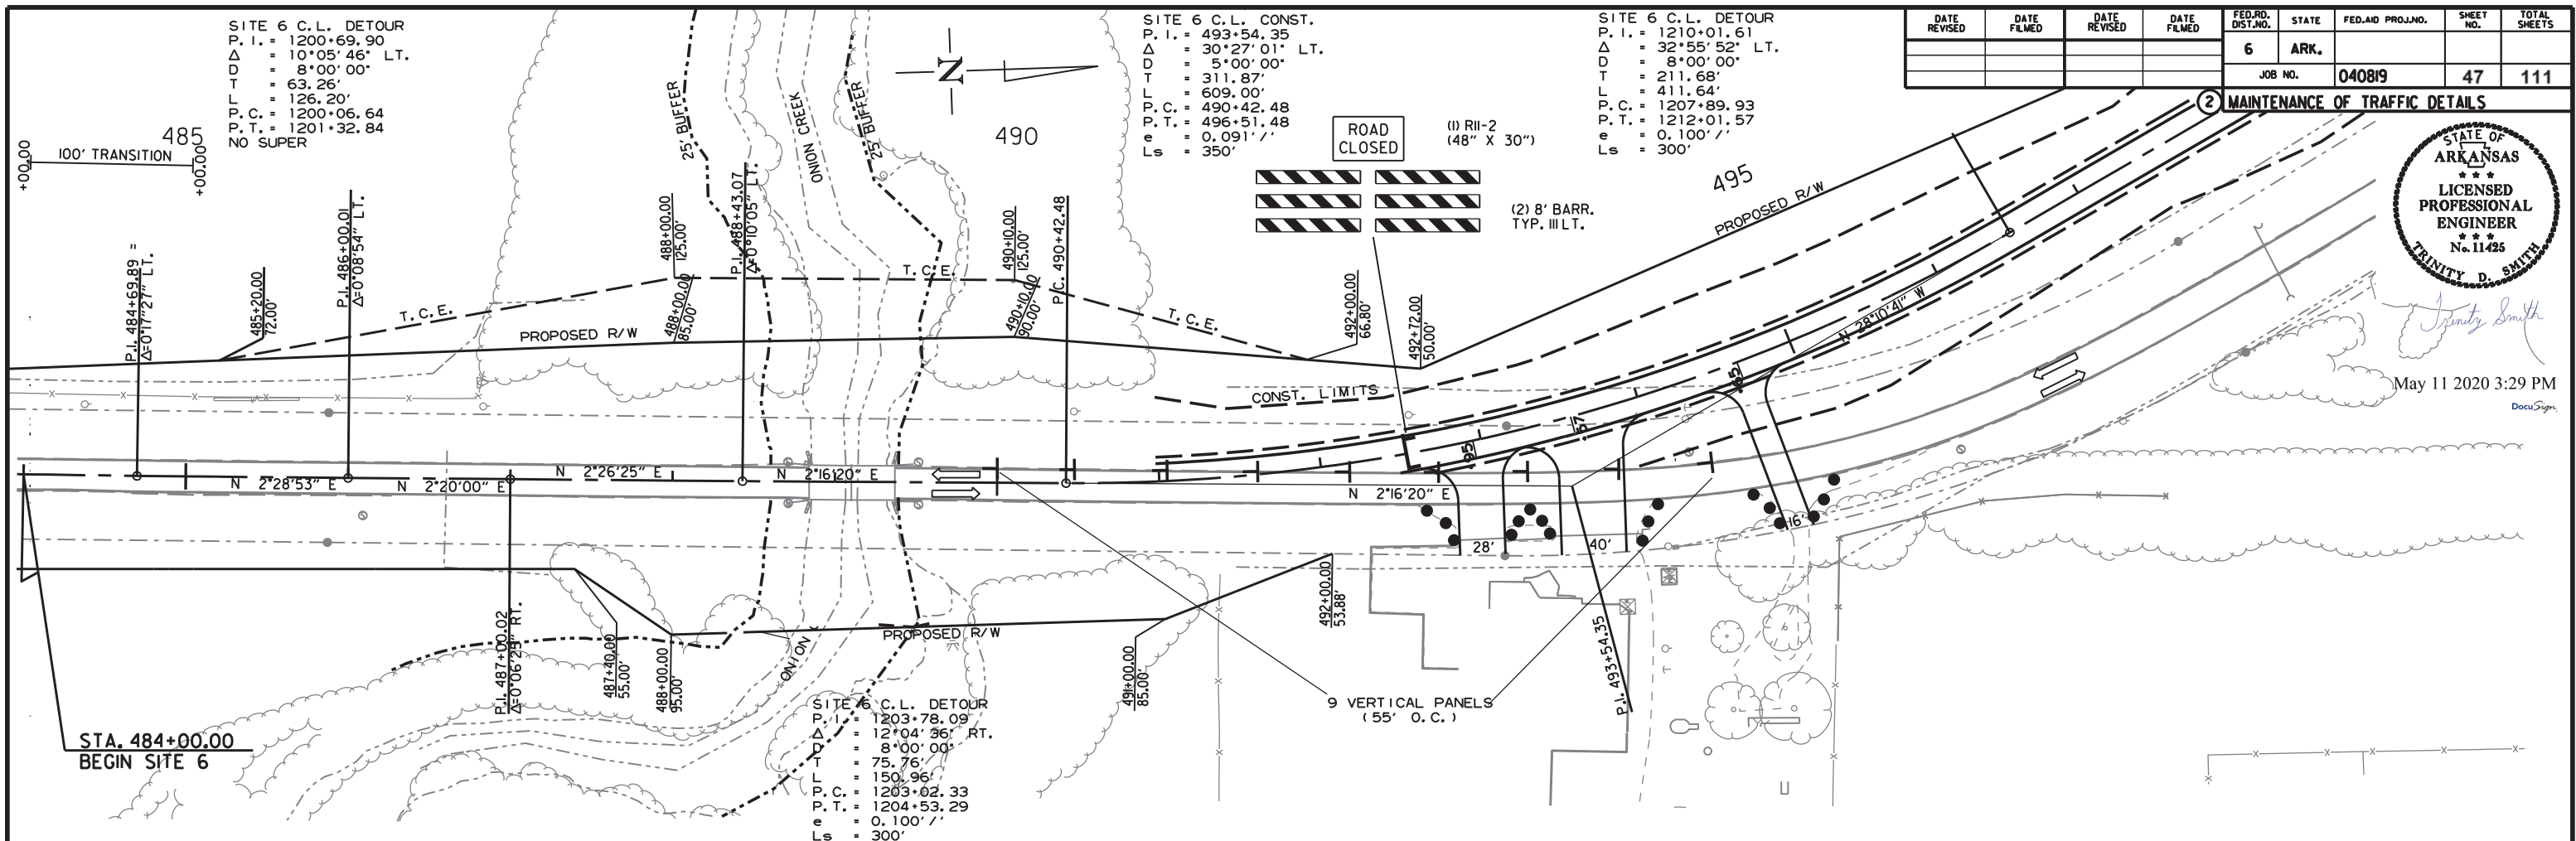 SITE 6 C.L. DETOUR
P.I. = 1200+69.90
Δ = 10°05'46" LT.
D = 8°00'00"
T = 63.26'
L = 126.20'
P.C. = 1200+06.64
P.T. = 1201+32.84
NO SUPER
SITE 6 C.L. CONST.
P.I. = 493+54.35
Δ = 30°27'01" LT.
D = 5°00'00"
T = 311.87'
L = 609.00'
P.C. = 490+42.48
P.T. = 496+51.48
e = 0.091'/'
Ls = 350'
SITE 6 C.L. DETOUR
P.I. = 1210+01.61
Δ = 32°55'52" LT.
D = 8°00'00"
T = 211.68'
L = 411.64'
P.C. = 1207+89.93
P.T. = 1212+01.57
e = 0.100'/'
Ls = 300'
DATE REVISED
DATE FILMED
DATE REVISED
DATE FILMED
FED.RD. DIST.NO.
STATE
FED.AID PROJ.NO.
SHEET NO.
TOTAL SHEETS
6
ARK.
JOB NO.
040819
47
111
2
MAINTENANCE OF TRAFFIC DETAILS
STATE OF
ARKANSAS
★ ★ ★
LICENSED
PROFESSIONAL
ENGINEER
★ ★ ★
No. 11425
TRINITY D. SMITH
Trinity Smith
May 11 2020 3:29 PM
DocuSign
N
485
490
495
+00.00
100' TRANSITION
+00.00
25' BUFFER
ONION CREEK
25' BUFFER
ROAD
CLOSED
(1) R11-2
(48" X 30")
(2) 8' BARR.
TYP. III LT.
P.I. 484+69.89 =
Δ=0°17'27" LT.
485+20.00
72.00'
P.I. 486+00.01
Δ=0°08'54" LT.
488+00.00
125.00'
488+00.00
85.00'
P.I. 488+43.07
Δ=0°10'05" LT.
490+10.00
125.00'
490+10.00
90.00'
P.C. 490+42.48
492+00.00
66.80'
492+72.00
50.00'
T.C.E.
T.C.E.
T.C.E.
PROPOSED R/W
PROPOSED R/W
CONST. LIMITS
N 28°10'41" W
N 2°28'53" E
N 2°20'00" E
N 2°26'25" E
N 2°16'20" E
N 2°16'20" E
28'
40'
16'
P.I. 487+00.02
Δ=0°06'25" RT.
487+40.00
55.00'
488+00.00
95.00'
ONION
PROPOSED R/W
491+00.00
85.00'
492+00.00
53.88'
P.I. 493+54.35
9 VERTICAL PANELS
(55' O.C.)
STA. 484+00.00
BEGIN SITE 6
SITE 6 C.L. DETOUR
P.I. = 1203+78.09
Δ = 12°04'36" RT.
D = 8°00'00"
T = 75.76'
L = 150.96'
P.C. = 1203+02.33
P.T. = 1204+53.29
e = 0.100'/'
Ls = 300'